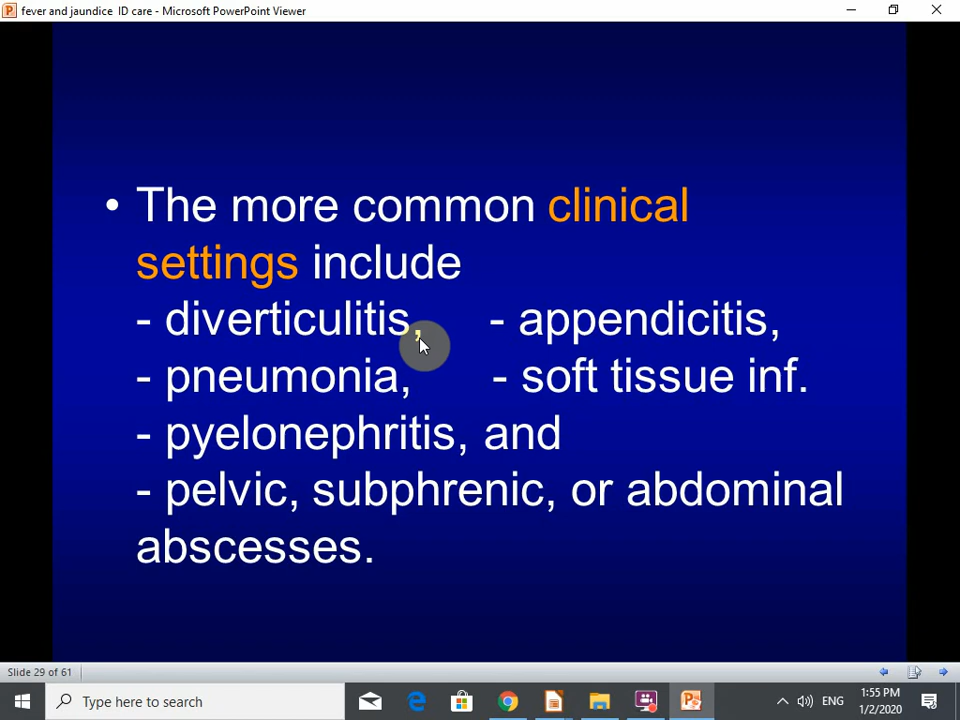 fever and jaundice ID care - Microsoft PowerPoint Viewer
• The more common clinical
settings include
- diverticulitis, - appendicitis,
- pneumonia, - soft tissue inf.
- pyelonephritis, and
- pelvic, subphrenic, or abdominal
abscesses.
Slide 29 of 61
Type here to search
ENG
1:55 PM
1/2/2020